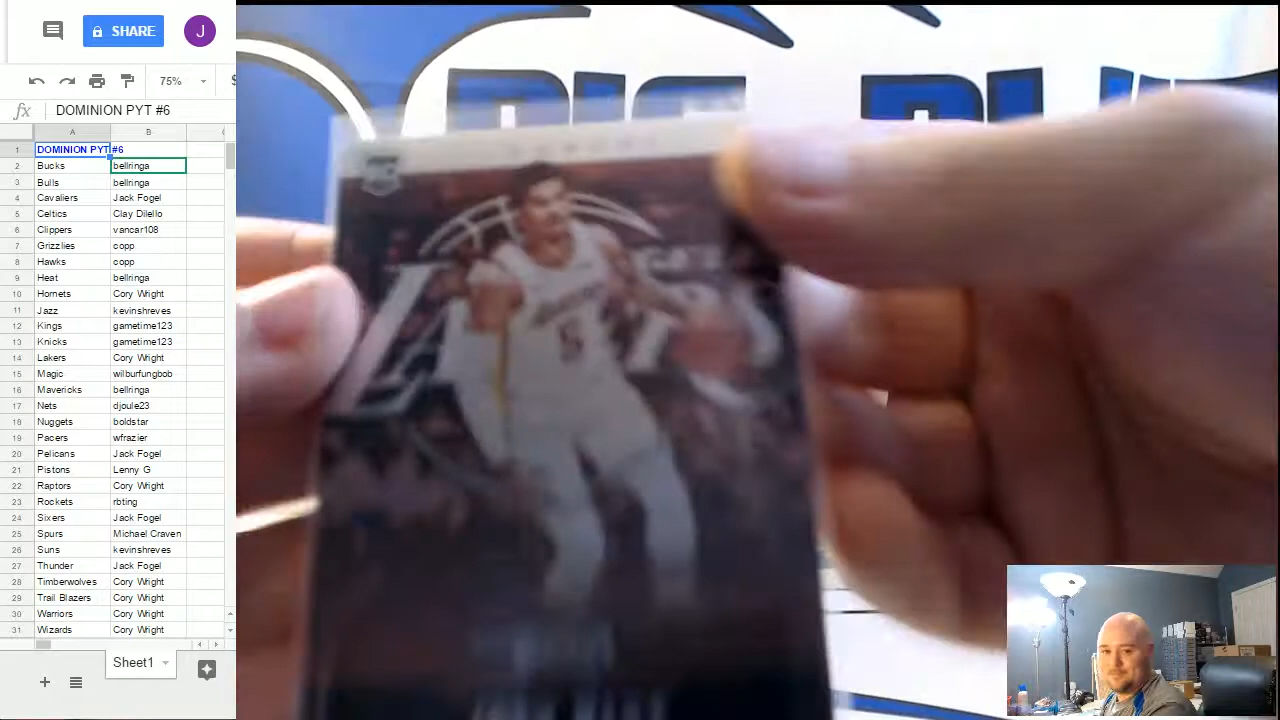 SHARE
J
75%
fx DOMINION PYT #6
A B
1 DOMINION PYT #6
2 Bucks bellringa
3 Bulls bellringa
4 Cavaliers Jack Fogel
5 Celtics Clay Dilello
6 Clippers vancar108
7 Grizzlies copp
8 Hawks copp
9 Heat bellringa
10 Hornets Cory Wright
11 Jazz kevinshreves
12 Kings gametime123
13 Knicks gametime123
14 Lakers Cory Wright
15 Magic wilburfungbob
16 Mavericks bellringa
17 Nets djoule23
18 Nuggets boldstar
19 Pacers wfrazier
20 Pelicans Jack Fogel
21 Pistons Lenny G
22 Raptors Cory Wright
23 Rockets rbting
24 Sixers Jack Fogel
25 Spurs Michael Craven
26 Suns kevinshreves
27 Thunder Jack Fogel
28 Timberwolves Cory Wright
29 Trail Blazers Cory Wright
30 Warriors Cory Wright
31 Wizards Cory Wright
Sheet1